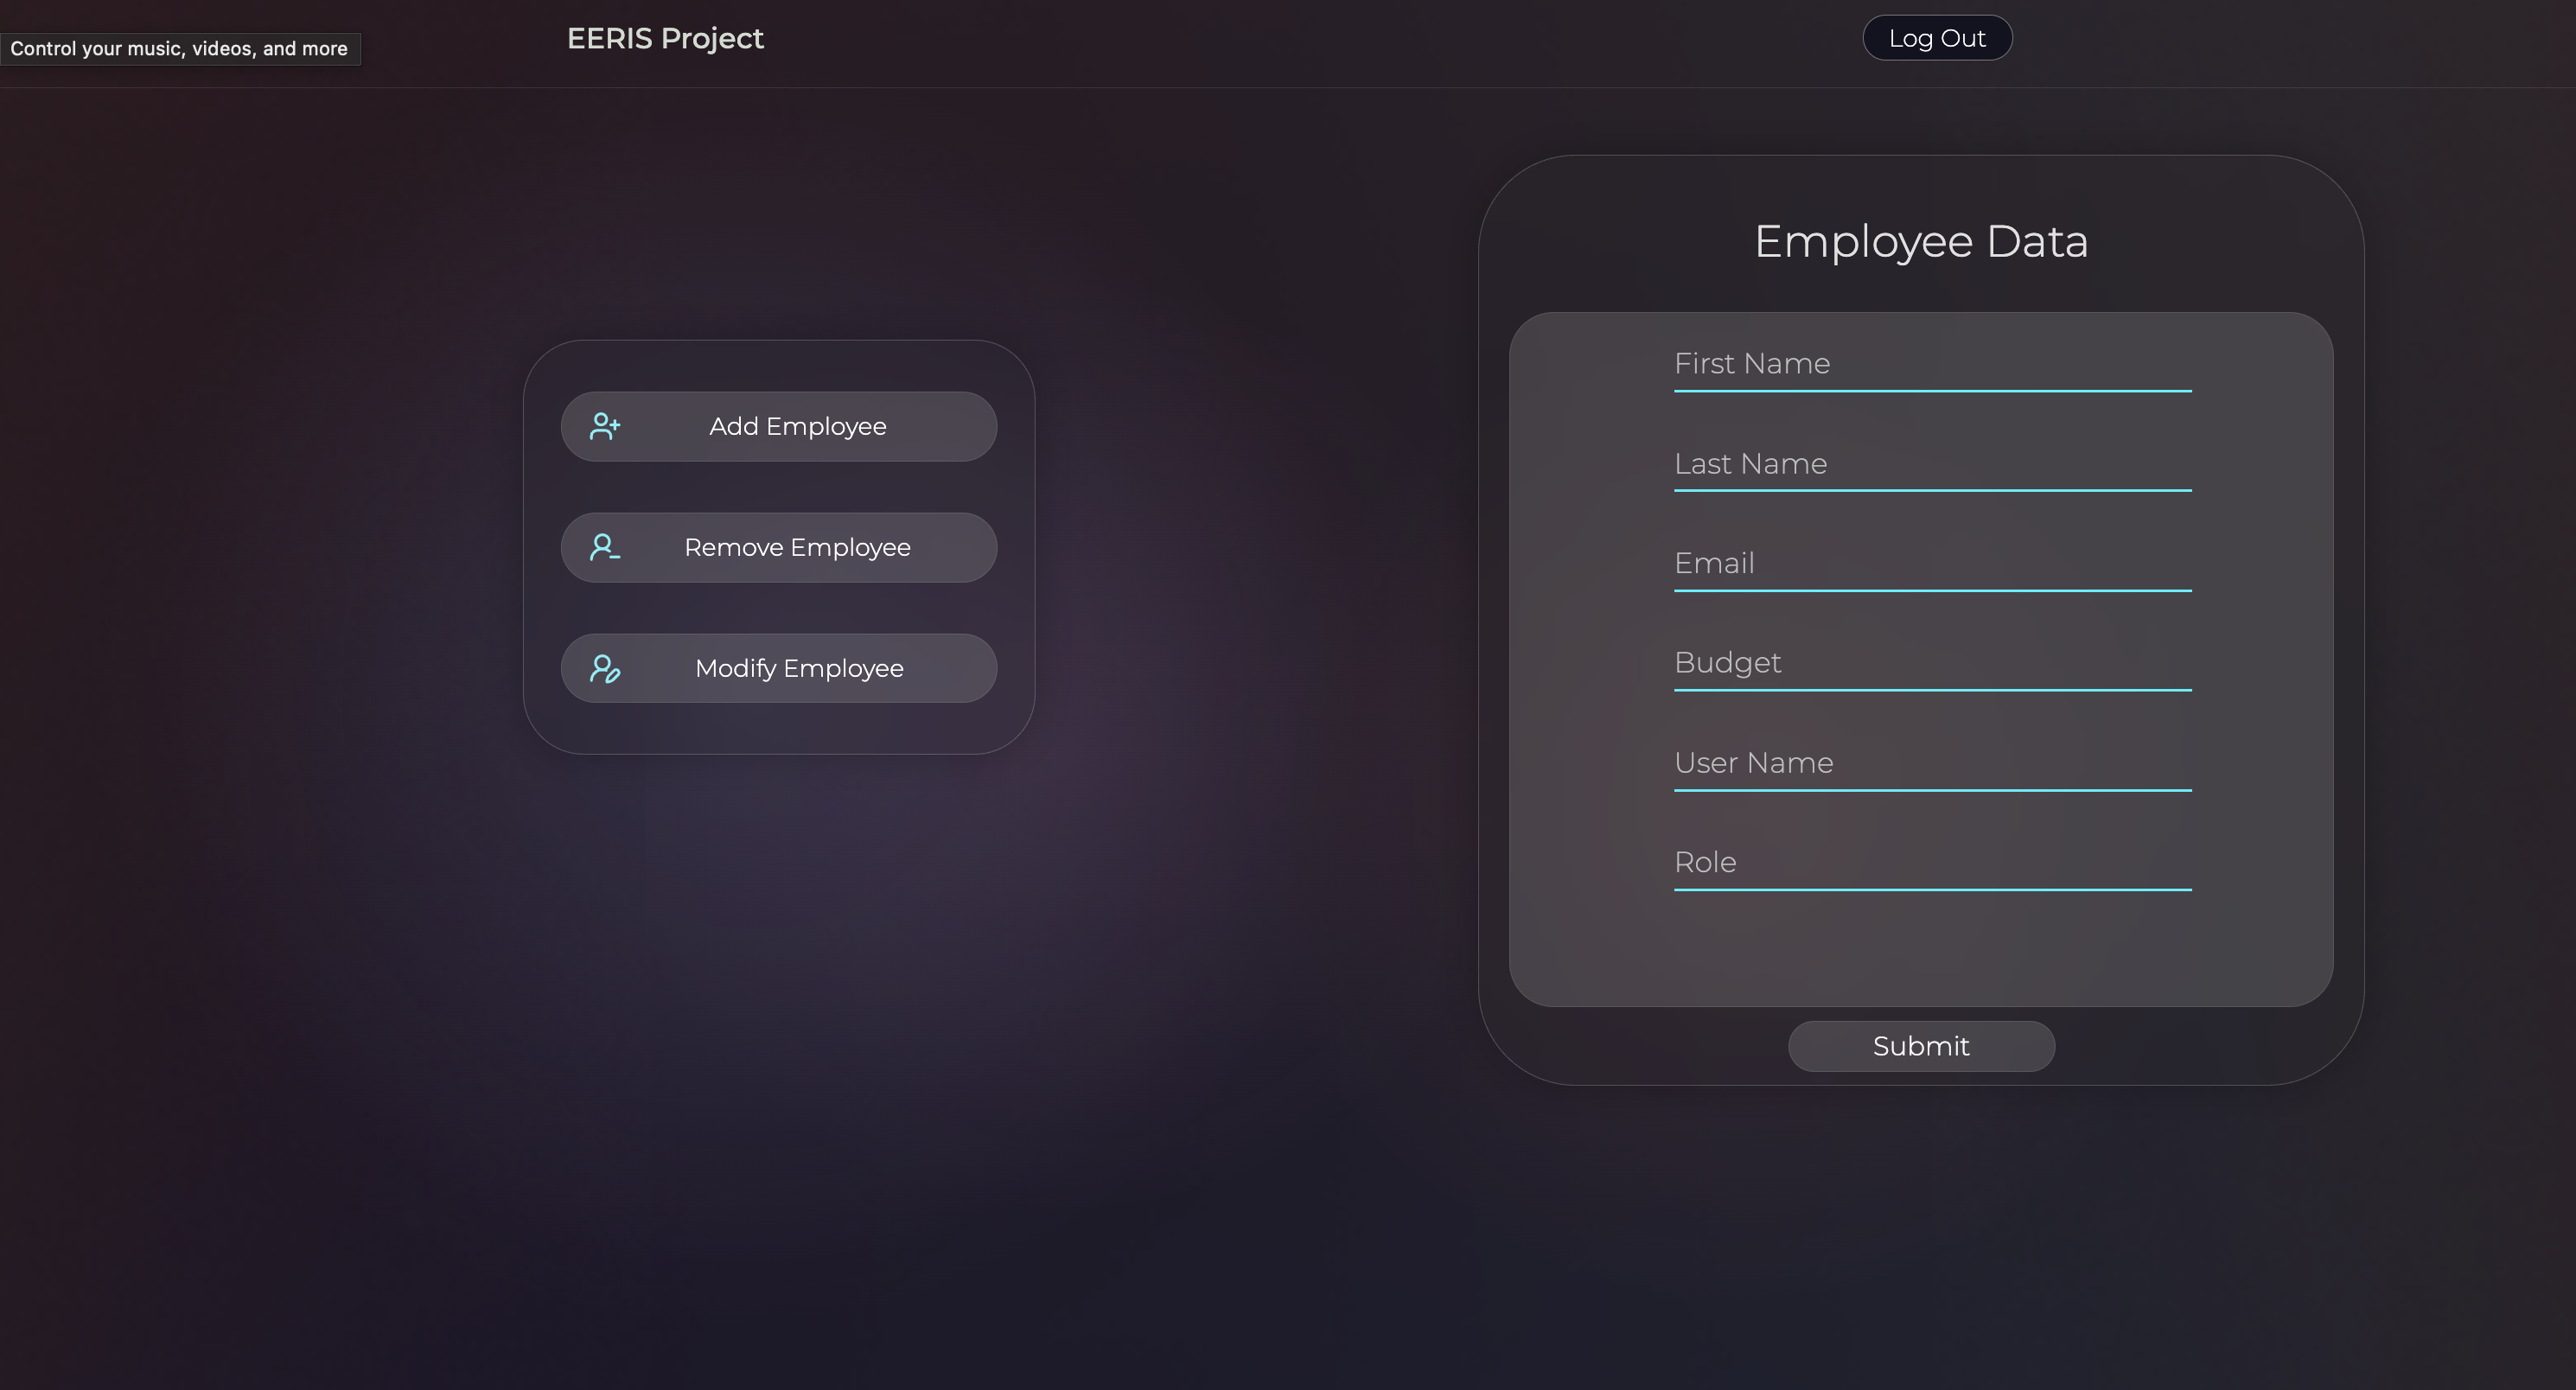 EERIS Project
Log Out
Control your music, videos, and more
Employee Data
Add Employee
Remove Employee
Modify Employee
First Name
Last Name
Email
Budget
User Name
Role
Submit